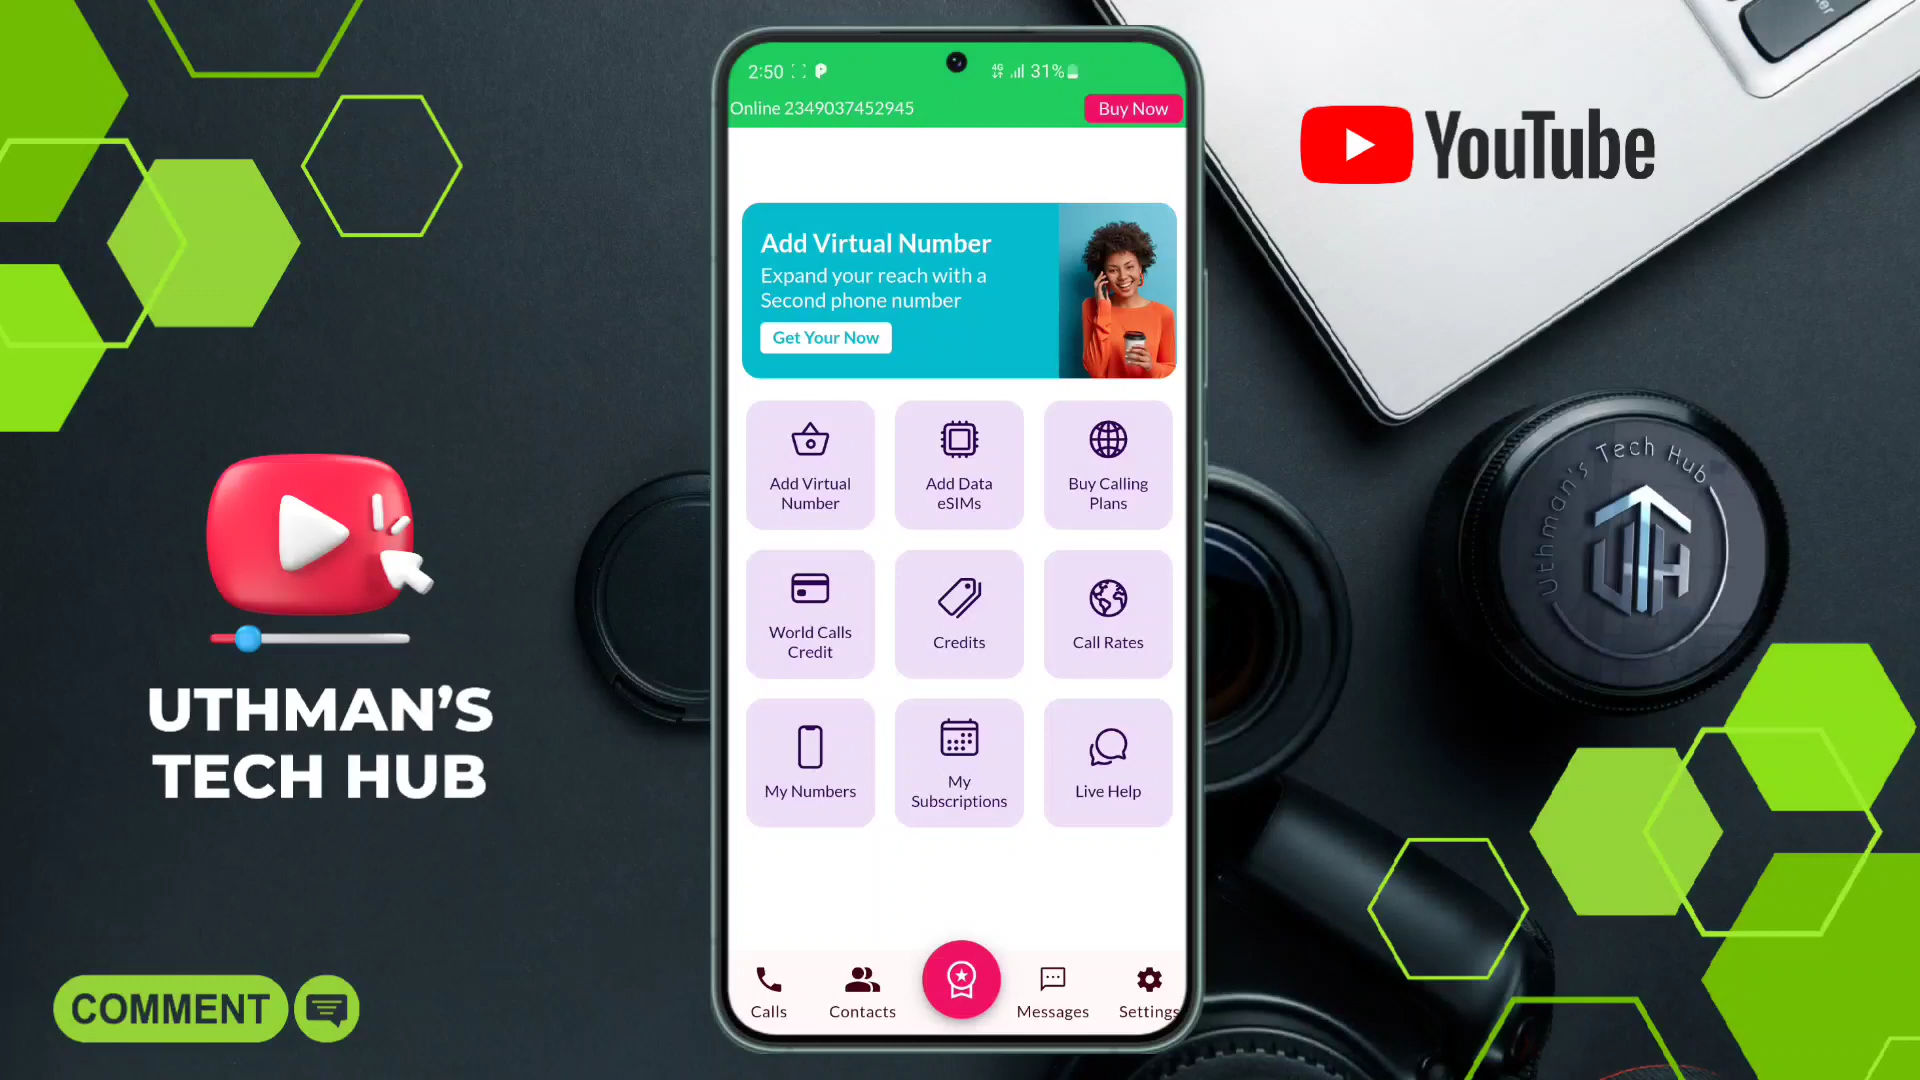 2:50
4G
31%
Online 2349037452945
Buy Now
YouTube
Add Virtual Number
Expand your reach with a
Second phone number
Get Your Now
Add Virtual
Number
Add Data
eSIMs
Buy Calling
Plans
World Calls
Credit
Credits
Call Rates
My Numbers
My
Subscriptions
Live Help
Calls
Contacts
Messages
Settings
UTHMAN'S
TECH HUB
COMMENT
Uthman's Tech Hub
UTH